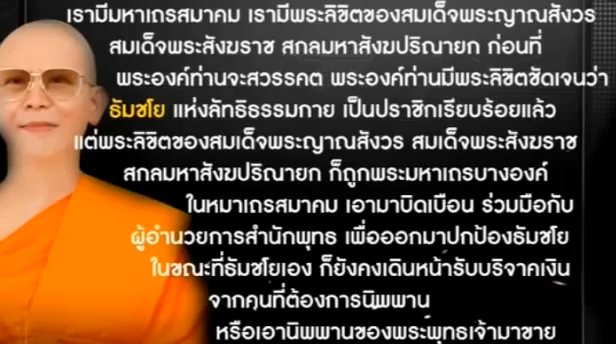 เรามีมหาเถรสมาคม เรามีพระลิขิตของสมเด็จพระญาณสังวร
สมเด็จพระสังฆราช สกลมหาสังฆปริณายก ก่อนที่
พระองค์ท่านจะสวรรคต พระองค์ท่านมีพระลิขิตชัดเจนว่า
ธัมชโย แห่งลัทธิธรรมกาย เป็นปราชิกเรียบร้อยแล้ว
แต่พระลิขิตของสมเด็จพระญาณสังวร สมเด็จพระสังฆราช
สกลมหาสังฆปริณายก ก็ถูกพระมหาเถรบางองค์
ในหมาเถรสมาคม เอามาบิดเบือน ร่วมมือกับ
ผู้อำนวยการสำนักพุทธ เพื่อออกมาปกป้องธัมชโย
ในขณะที่ธัมชโยเอง ก็ยังคงเดินหน้ารับบริจาคเงิน
จากคนที่ต้องการนิพพาน
หรือเอานิพพานของพระพุทธเจ้ามาขาย